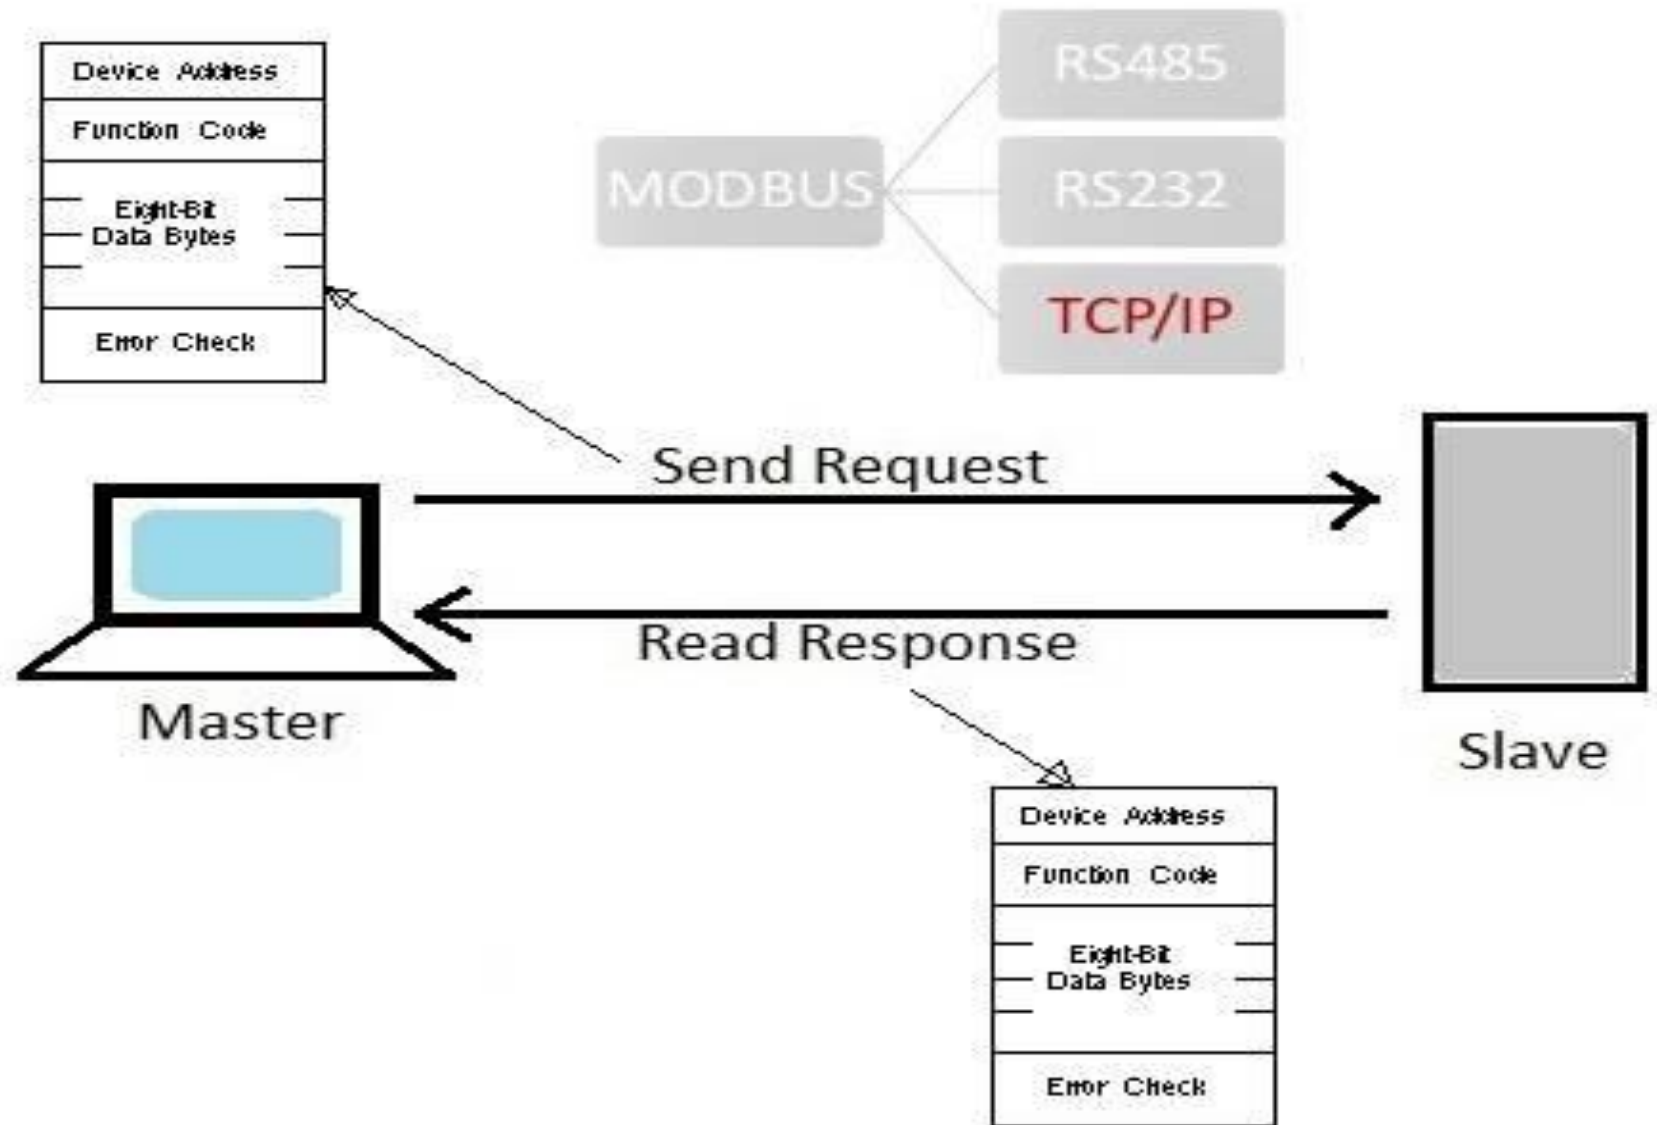 Device Address
Function Code
Eight-Bit
Data Bytes
Error Check
MODBUS
RS485
RS232
TCP/IP
Send Request
Read Response
Master
Slave
Device Address
Function Code
Eight-Bit
Data Bytes
Error Check